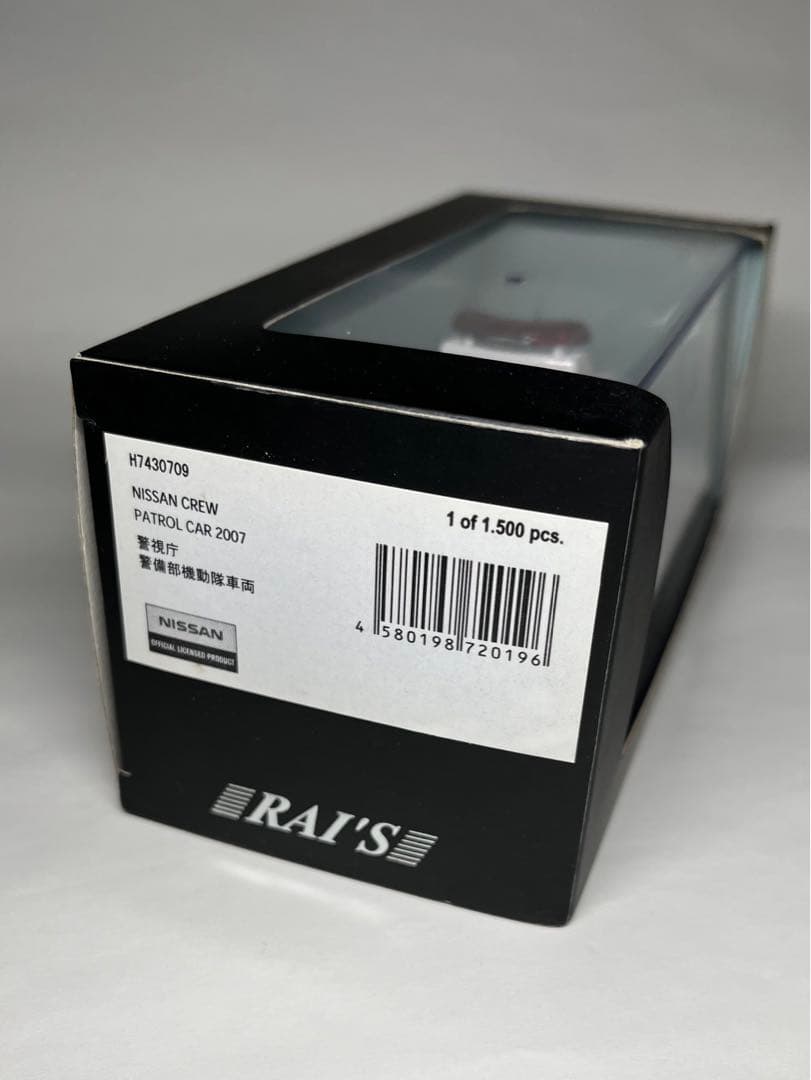 H7430709
NISSAN CREW
PATROL CAR 2007
警視庁
警備部機動隊車両
1 of 1.500 pcs.
4 580198 720196
NISSAN
OFFICIAL LICENSED PRODUCT
RAI'S